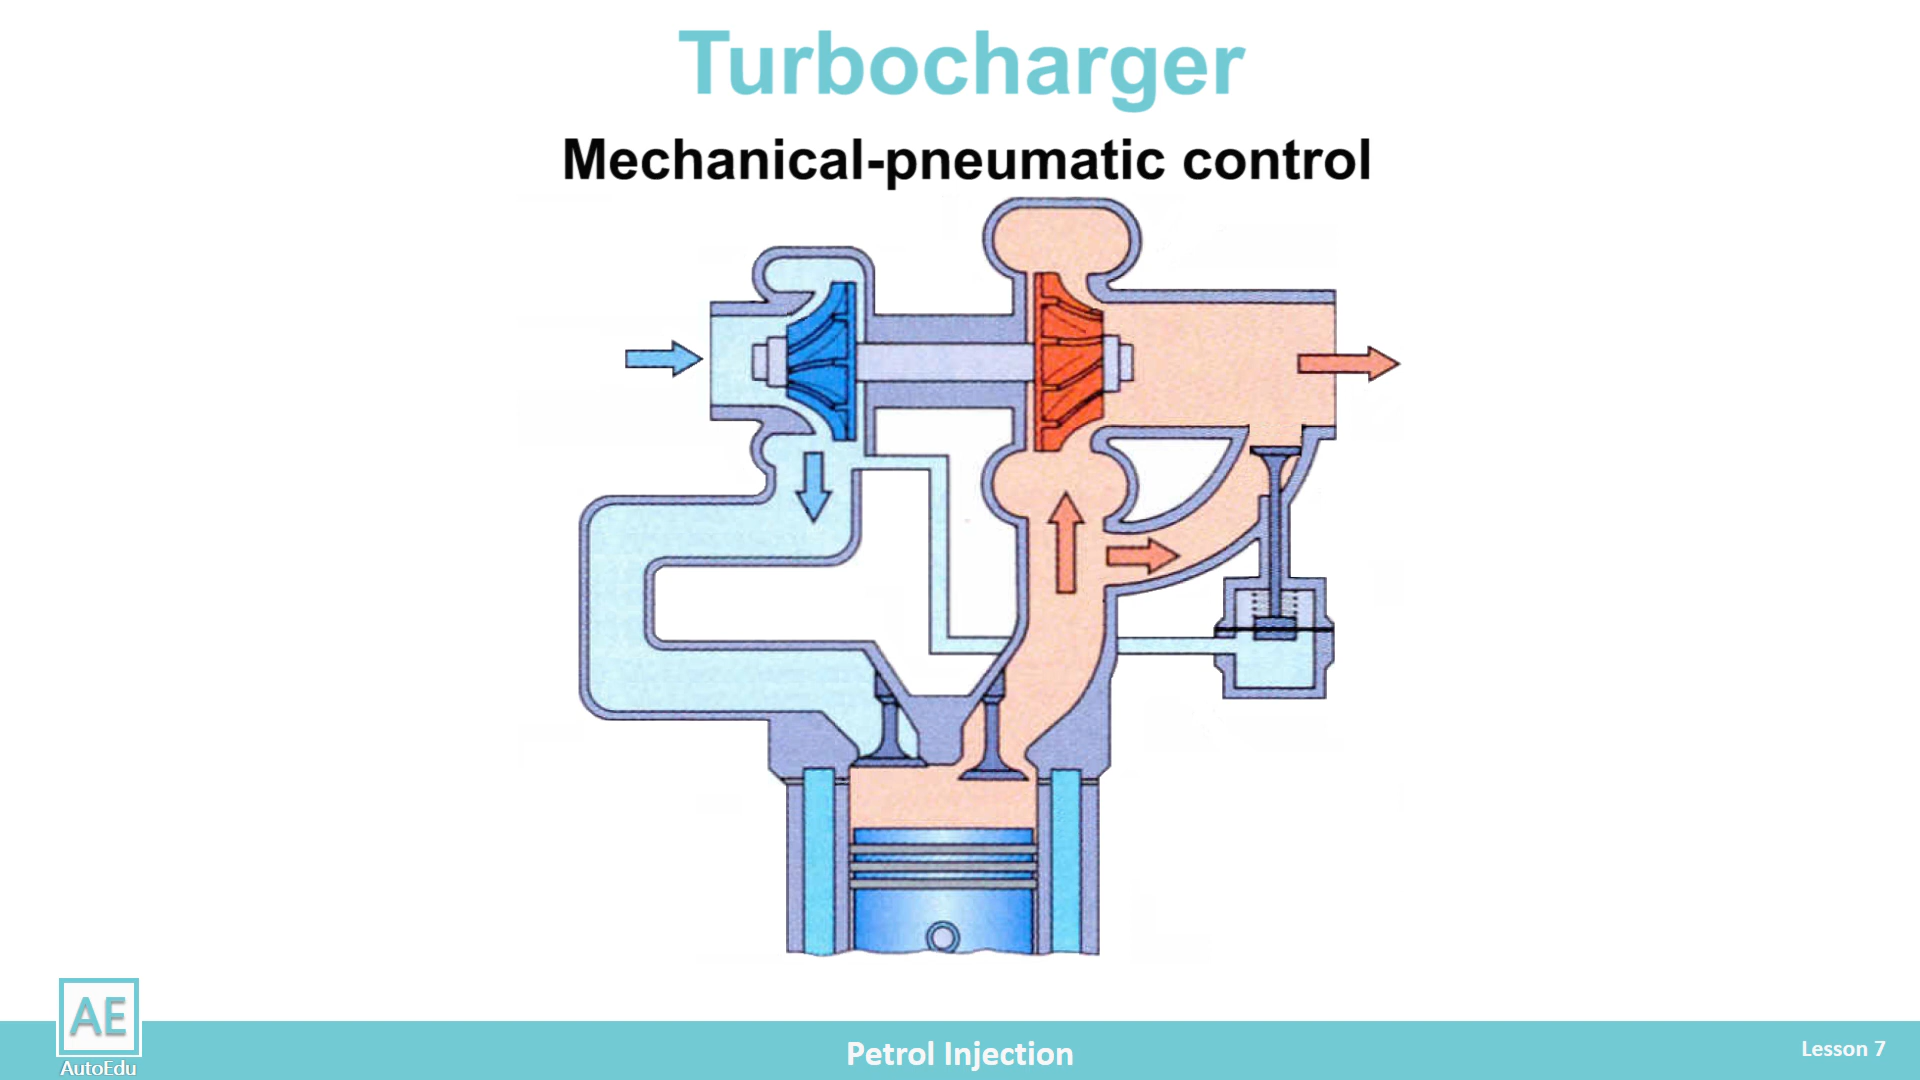 Turbocharger
Mechanical-pneumatic control
AE
AutoEdu
Petrol Injection
Lesson 7